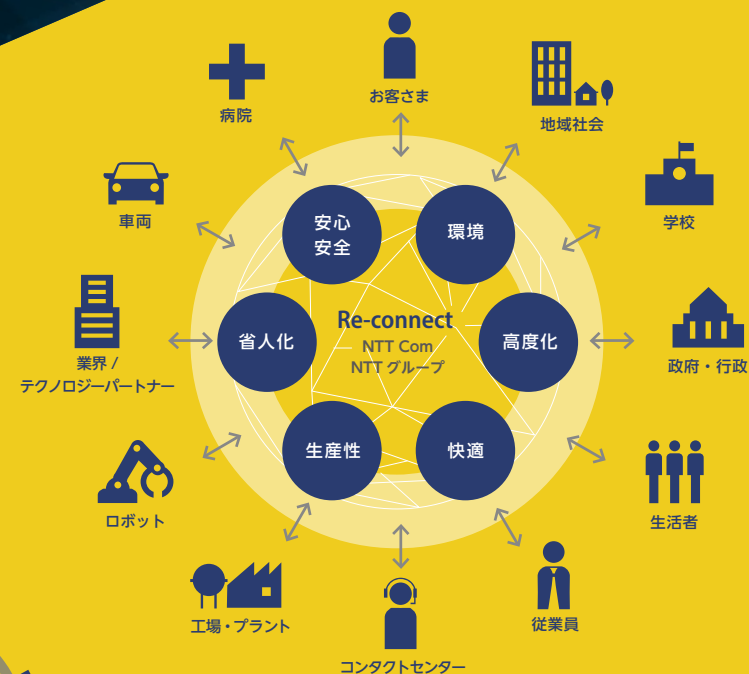 お客さま
病院
地域社会
車両
学校
安心
安全
環境
Re-connect
NTT Com
NTT グループ
省人化
高度化
業界 /
テクノロジーパートナー
政府・行政
生産性
快適
ロボット
生活者
工場・プラント
従業員
コンタクトセンター